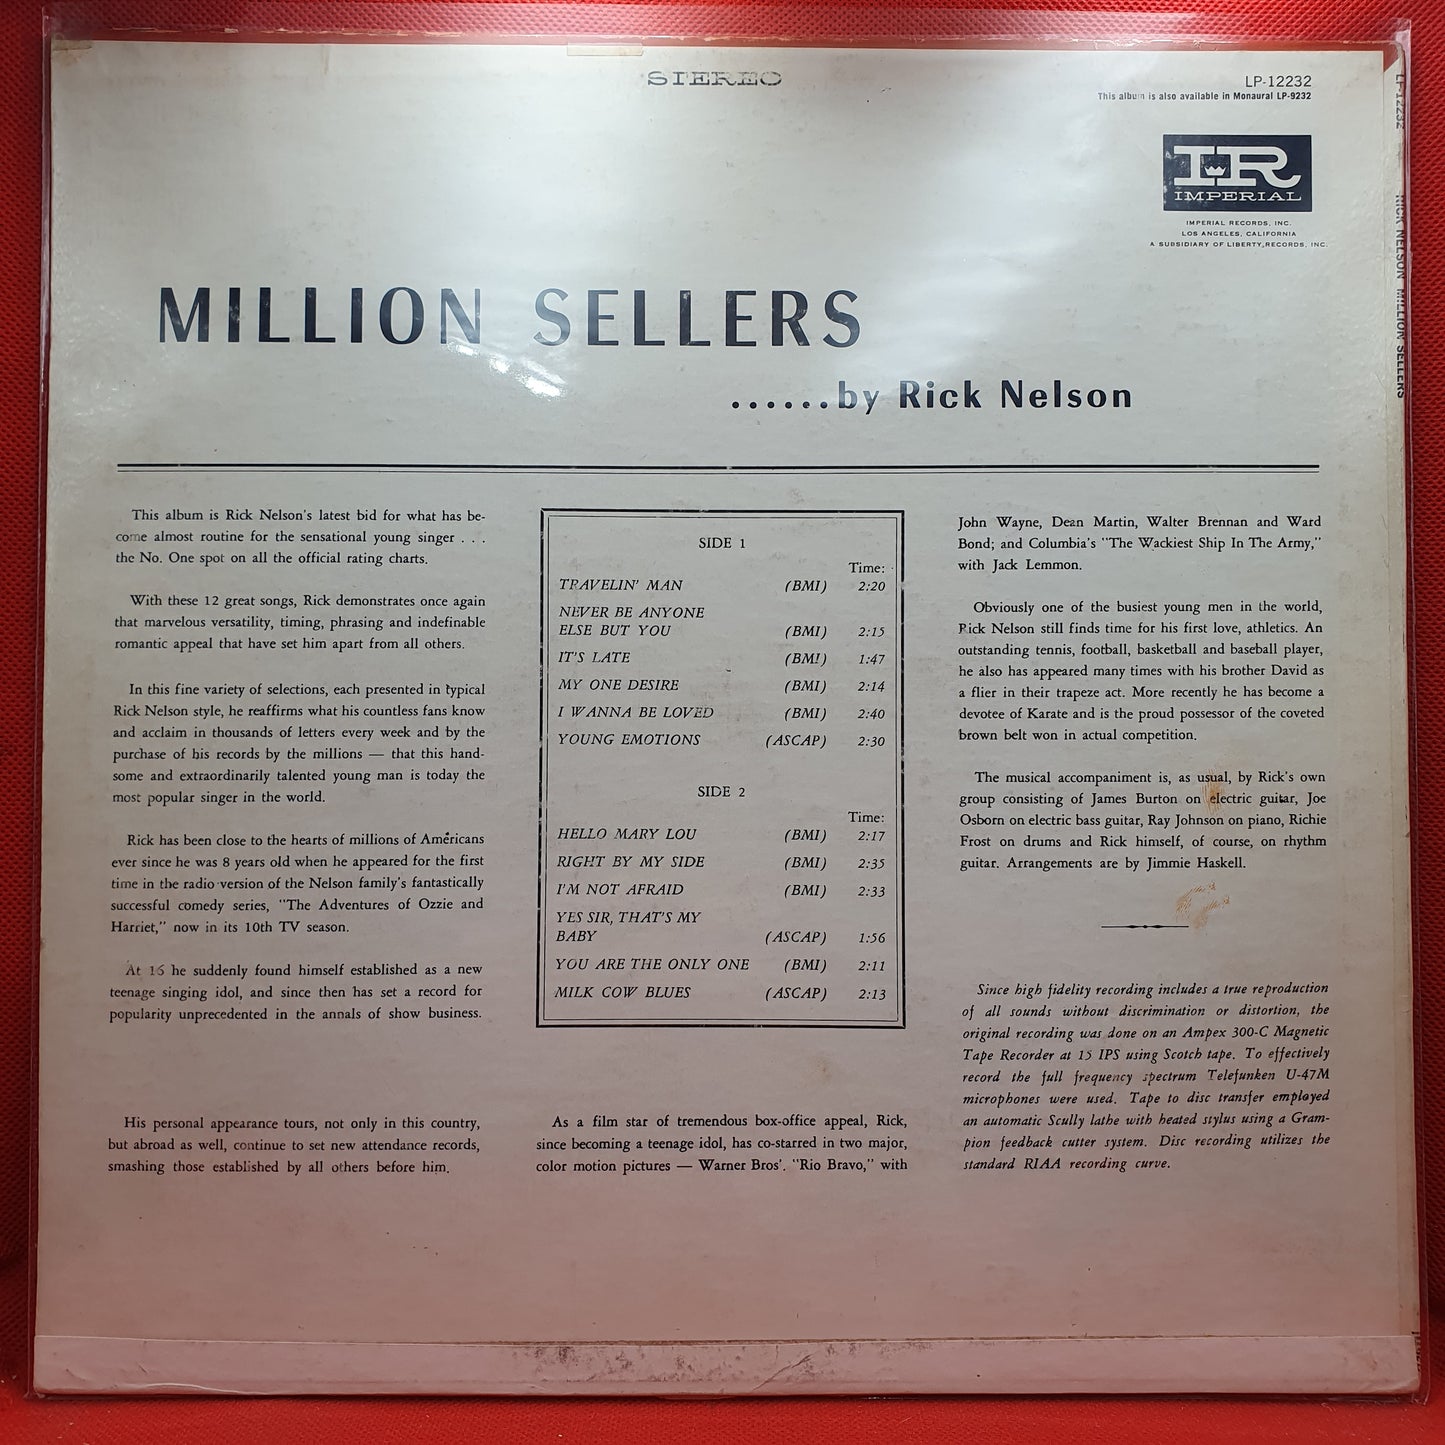 STEREO
LP-12232
This album is also available in Monaural LP-9232
IR
IMPERIAL
IMPERIAL RECORDS, INC.
LOS ANGELES, CALIFORNIA
A SUBSIDIARY OF LIBERTY RECORDS, INC.
LP-12232 RICK NELSON MILLION SELLERS
MILLION SELLERS
......by Rick Nelson
This album is Rick Nelson's latest bid for what has be-
come almost routine for the sensational young singer . . .
the No. One spot on all the official rating charts.
With these 12 great songs, Rick demonstrates once again
that marvelous versatility, timing, phrasing and indefinable
romantic appeal that have set him apart from all others.
In this fine variety of selections, each presented in typical
Rick Nelson style, he reaffirms what his countless fans know
and acclaim in thousands of letters every week and by the
purchase of his records by the millions — that this hand-
some and extraordinarily talented young man is today the
most popular singer in the world.
Rick has been close to the hearts of millions of Americans
ever since he was 8 years old when he appeared for the first
time in the radio version of the Nelson family's fantastically
successful comedy series, "The Adventures of Ozzie and
Harriet," now in its 10th TV season.
At 16 he suddenly found himself established as a new
teenage singing idol, and since then has set a record for
popularity unprecedented in the annals of show business.
His personal appearance tours, not only in this country,
but abroad as well, continue to set new attendance records,
smashing those established by all others before him.
SIDE 1
Time:
TRAVELIN' MAN (BMI) 2:20
NEVER BE ANYONE
ELSE BUT YOU (BMI) 2:15
IT'S LATE (BMI) 1:47
MY ONE DESIRE (BMI) 2:14
I WANNA BE LOVED (BMI) 2:40
YOUNG EMOTIONS (ASCAP) 2:30
SIDE 2
Time:
HELLO MARY LOU (BMI) 2:17
RIGHT BY MY SIDE (BMI) 2:35
I'M NOT AFRAID (BMI) 2:33
YES SIR, THAT'S MY
BABY (ASCAP) 1:56
YOU ARE THE ONLY ONE (BMI) 2:11
MILK COW BLUES (ASCAP) 2:13
As a film star of tremendous box-office appeal, Rick,
since becoming a teenage idol, has co-starred in two major,
color motion pictures — Warner Bros'. "Rio Bravo," with
John Wayne, Dean Martin, Walter Brennan and Ward
Bond; and Columbia's "The Wackiest Ship In The Army,"
with Jack Lemmon.
Obviously one of the busiest young men in the world,
Rick Nelson still finds time for his first love, athletics. An
outstanding tennis, football, basketball and baseball player,
he also has appeared many times with his brother David as
a flier in their trapeze act. More recently he has become a
devotee of Karate and is the proud possessor of the coveted
brown belt won in actual competition.
The musical accompaniment is, as usual, by Rick's own
group consisting of James Burton on electric guitar, Joe
Osborn on electric bass guitar, Ray Johnson on piano, Richie
Frost on drums and Rick himself, of course, on rhythm
guitar. Arrangements are by Jimmie Haskell.
Since high fidelity recording includes a true reproduction
of all sounds without discrimination or distortion, the
original recording was done on an Ampex 300-C Magnetic
Tape Recorder at 15 IPS using Scotch tape. To effectively
record the full frequency spectrum Telefunken U-47M
microphones were used. Tape to disc transfer employed
an automatic Scully lathe with heated stylus using a Gram-
pion feedback cutter system. Disc recording utilizes the
standard RIAA recording curve.